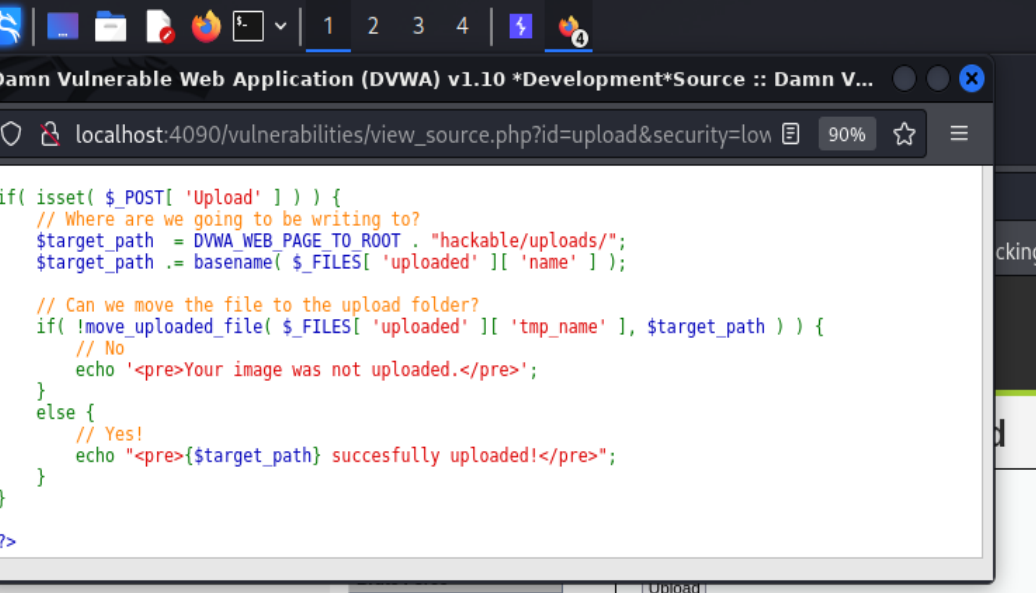 $_
1 2 3 4
4
Damn Vulnerable Web Application (DVWA) v1.10 *Development*Source :: Damn V...
localhost:4090/vulnerabilities/view_source.php?id=upload&security=low
90%
if( isset( $_POST[ 'Upload' ] ) ) {
// Where are we going to be writing to?
$target_path  = DVWA_WEB_PAGE_TO_ROOT . "hackable/uploads/";
$target_path .= basename( $_FILES[ 'uploaded' ][ 'name' ] );
cking
// Can we move the file to the upload folder?
if( !move_uploaded_file( $_FILES[ 'uploaded' ][ 'tmp_name' ], $target_path ) ) {
// No
echo '<pre>Your image was not uploaded.</pre>';
}
else {
// Yes!
echo "<pre>{$target_path} succesfully uploaded!</pre>";
}
}
?>
d
Upload